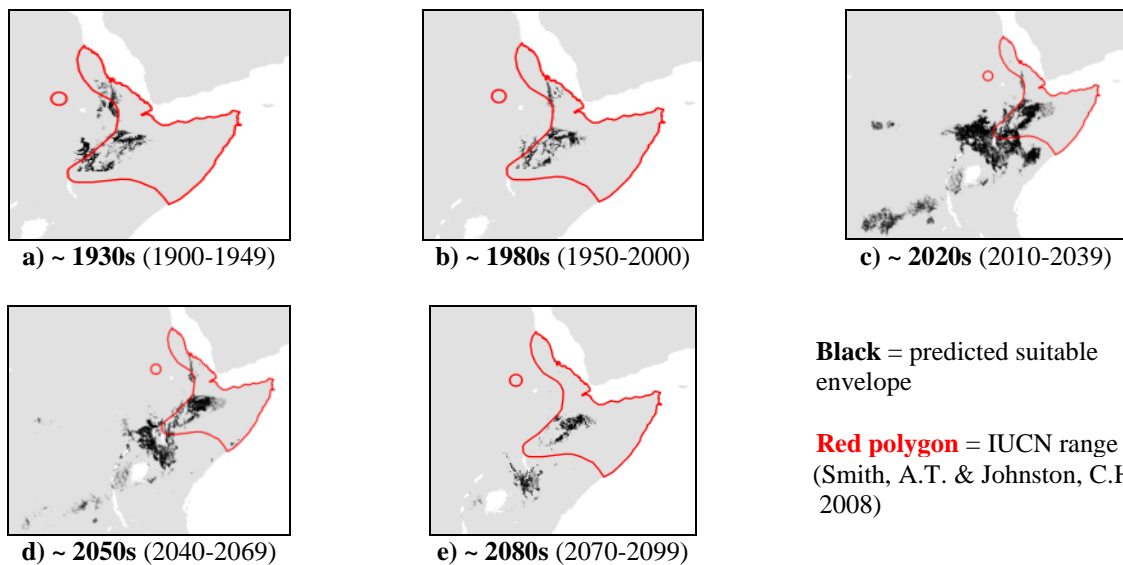 a) ~ 1930s (1900-1949)
b) ~ 1980s (1950-2000)
c) ~ 2020s (2010-2039)
Black = predicted suitable
envelope
Red polygon = IUCN range
(Smith, A.T. & Johnston, C.H
2008)
d) ~ 2050s (2040-2069)
e) ~ 2080s (2070-2099)